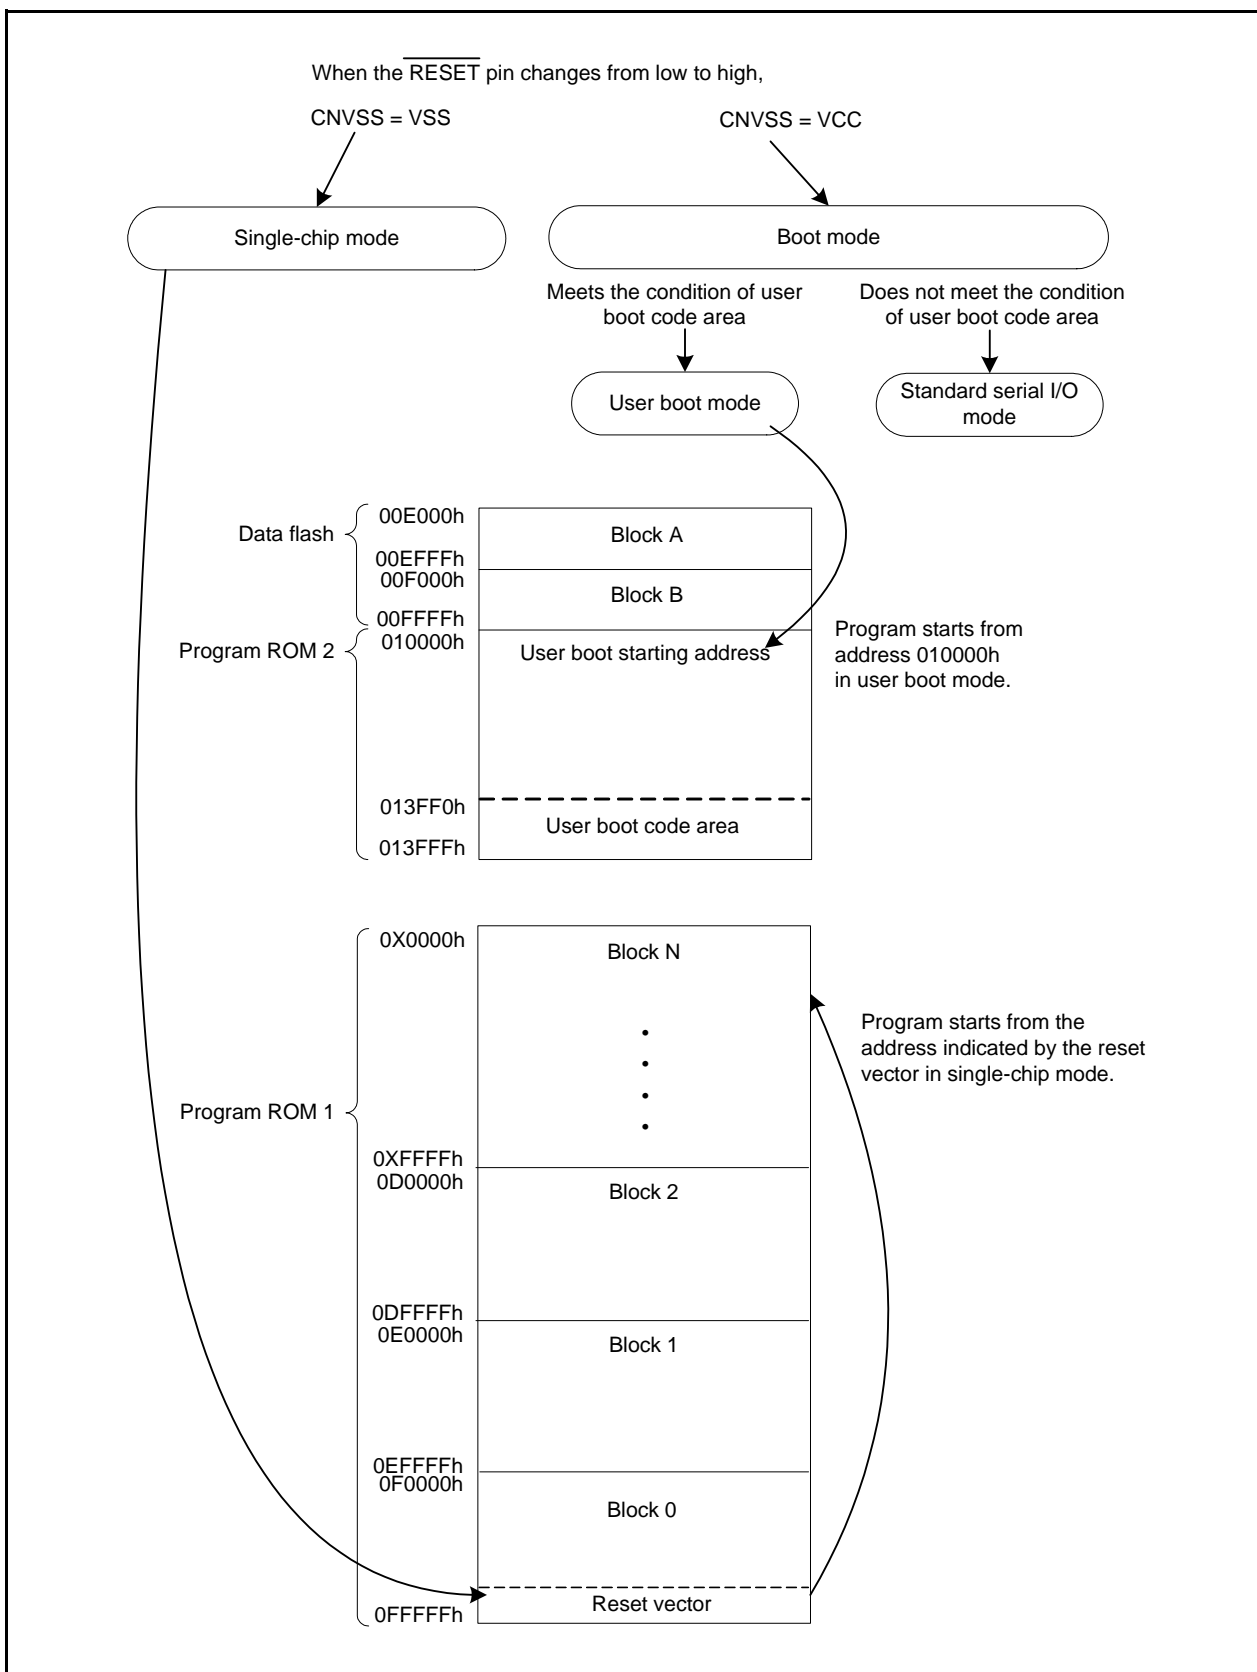 When the RESET pin changes from low to high,
CNVSS = VSS
CNVSS = VCC
Single-chip mode
Boot mode
Meets the condition of user
boot code area
Does not meet the condition
of user boot code area
User boot mode
Standard serial I/O
mode
Data flash
00E000h
Block A
00EFFFh
00F000h
Block B
00FFFFh
Program ROM 2
010000h
User boot starting address
Program starts from
address 010000h
in user boot mode.
013FF0h
User boot code area
013FFFh
0X0000h
Block N
Program starts from the
address indicated by the reset
vector in single-chip mode.
Program ROM 1
0XFFFFh
0D0000h
Block 2
0DFFFFh
0E0000h
Block 1
0EFFFFh
0F0000h
Block 0
Reset vector
0FFFFFh